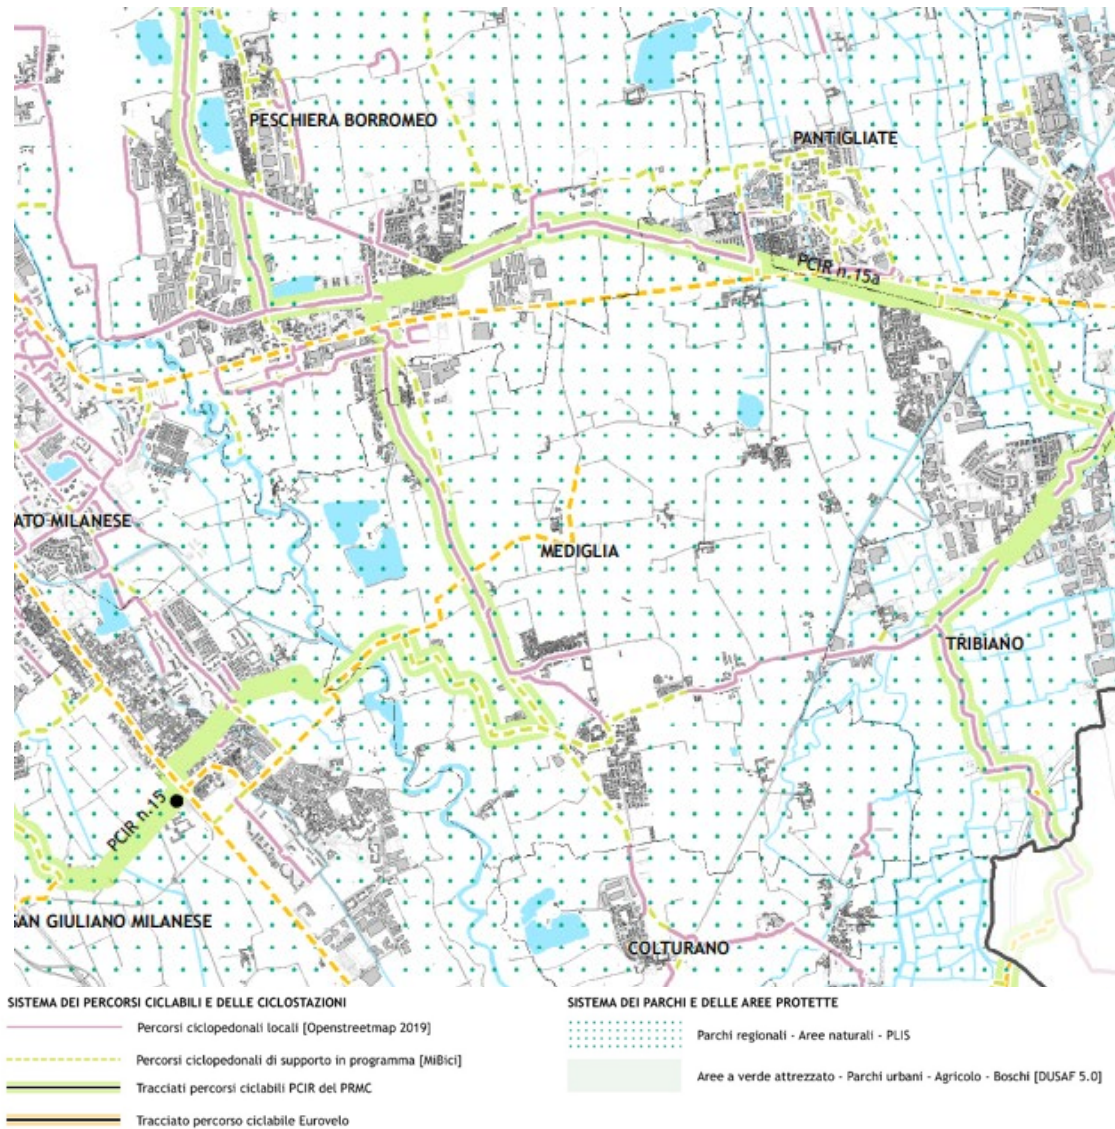 PESCHIERA BORROMEO
PANTIGLIATE
PCIR n.15a
ATO MILANESE
MEDIGLIA
TRIBIANO
PCIR n.15
SAN GIULIANO MILANESE
COLTURANO
SISTEMA DEI PERCORSI CICLABILI E DELLE CICLOSTAZIONI
Percorsi ciclopedonali locali [Openstreetmap 2019]
Percorsi ciclopedonali di supporto in programma [MiBici]
Tracciati percorsi ciclabili PCIR del PRMC
Tracciato percorso ciclabile Eurovelo
SISTEMA DEI PARCHI E DELLE AREE PROTETTE
Parchi regionali - Aree naturali - PLIS
Aree a verde attrezzato - Parchi urbani - Agricolo - Boschi [DUSAF 5.0]